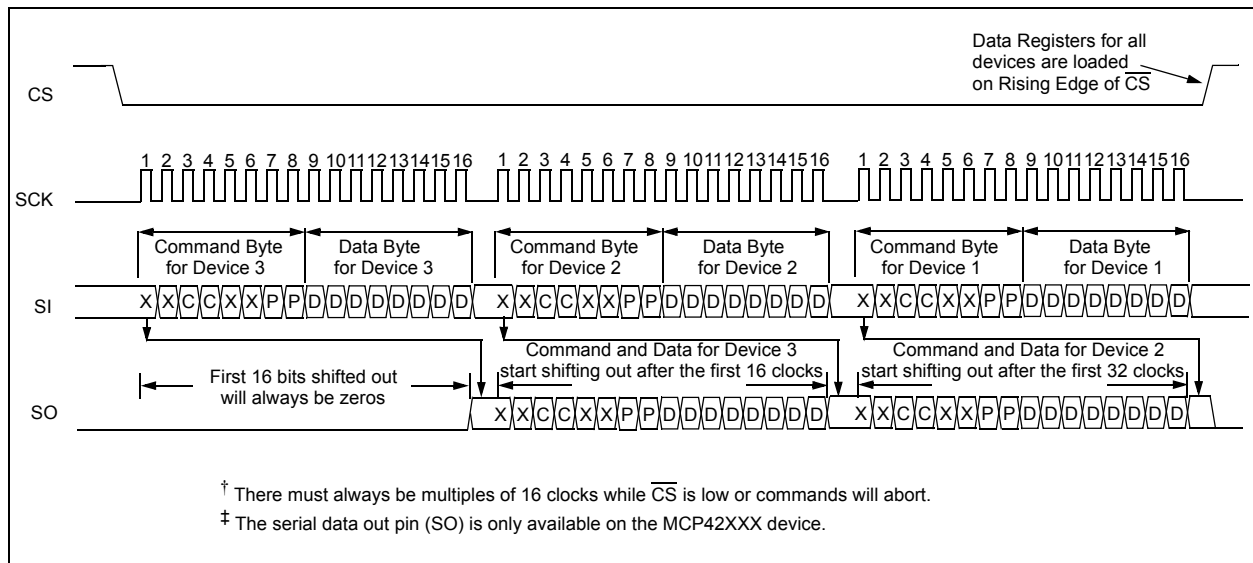 Data Registers for all
devices are loaded
on Rising Edge of CS
CS
1 2 3 4 5 6 7 8 9 10 11 12 13 14 15 16 1 2 3 4 5 6 7 8 9 10 11 12 13 14 15 16 1 2 3 4 5 6 7 8 9 10 11 12 13 14 15 16
SCK
Command Byte
for Device 3
Data Byte
for Device 3
Command Byte
for Device 2
Data Byte
for Device 2
Command Byte
for Device 1
Data Byte
for Device 1
SI
X X C C X X P P D D D D D D D D X X C C X X P P D D D D D D D D X X C C X X P P D D D D D D D D
First 16 bits shifted out
will always be zeros
Command and Data for Device 3
start shifting out after the first 16 clocks
Command and Data for Device 2
start shifting out after the first 32 clocks
SO
X X C C X X P P D D D D D D D D X X C C X X P P D D D D D D D D
† There must always be multiples of 16 clocks while CS is low or commands will abort.
‡ The serial data out pin (SO) is only available on the MCP42XXX device.